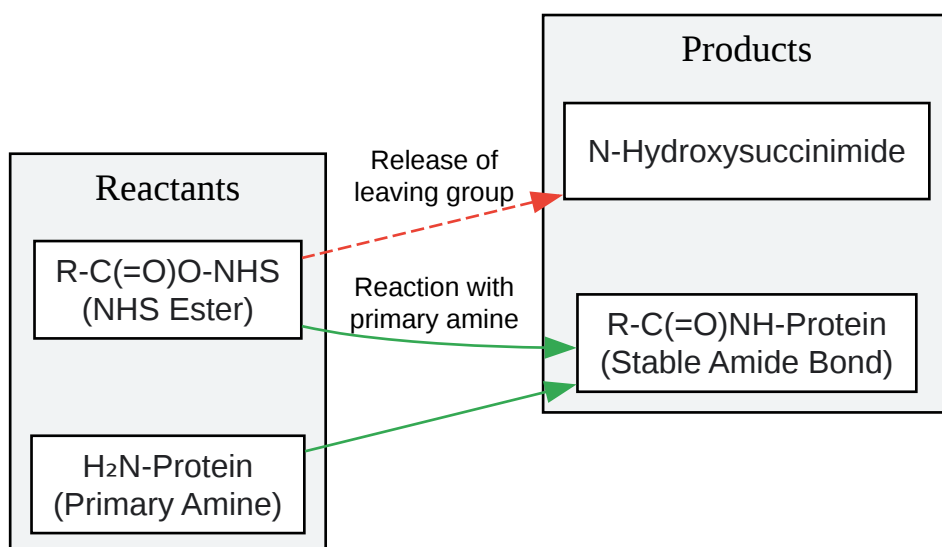 Reactants
R-C(=O)O-NHS
(NHS Ester)
H₂N-Protein
(Primary Amine)
Release of
leaving group
Reaction with
primary amine
Products
N-Hydroxysuccinimide
R-C(=O)NH-Protein
(Stable Amide Bond)